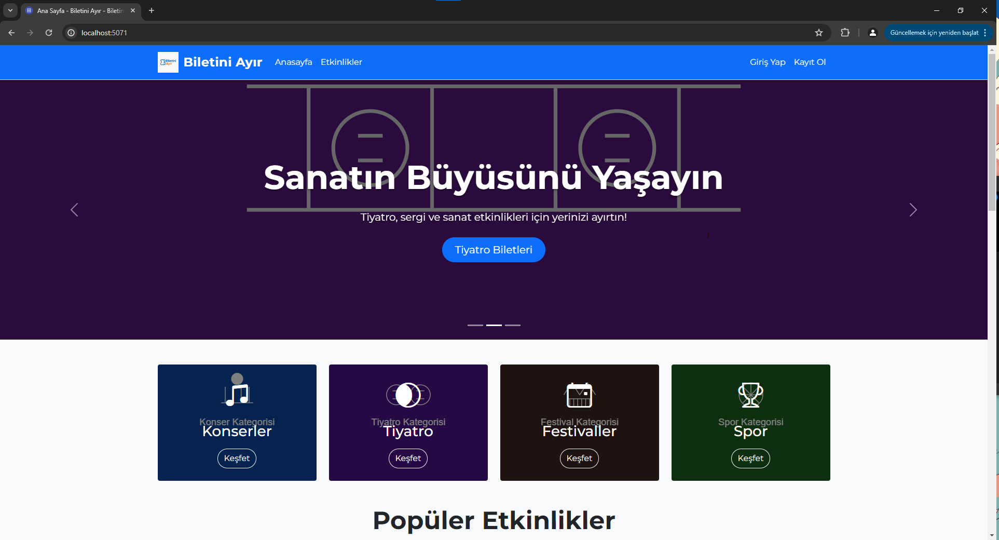 Ana Sayfa - Biletini Ayır - Biletin
localhost:5071
Güncellemek için yeniden başlat
Biletini Ayır
Biletini Ayır
Anasayfa
Etkinlikler
Giriş Yap
Kayıt Ol
Sanatın Büyüsünü Yaşayın
Tiyatro, sergi ve sanat etkinlikleri için yerinizi ayırtın!
Tiyatro Biletleri
Konser Kategorisi
Konserler
Keşfet
Tiyatro Kategorisi
Tiyatro
Keşfet
Festival Kategorisi
Festivaller
Keşfet
Spor Kategorisi
Spor
Keşfet
Popüler Etkinlikler